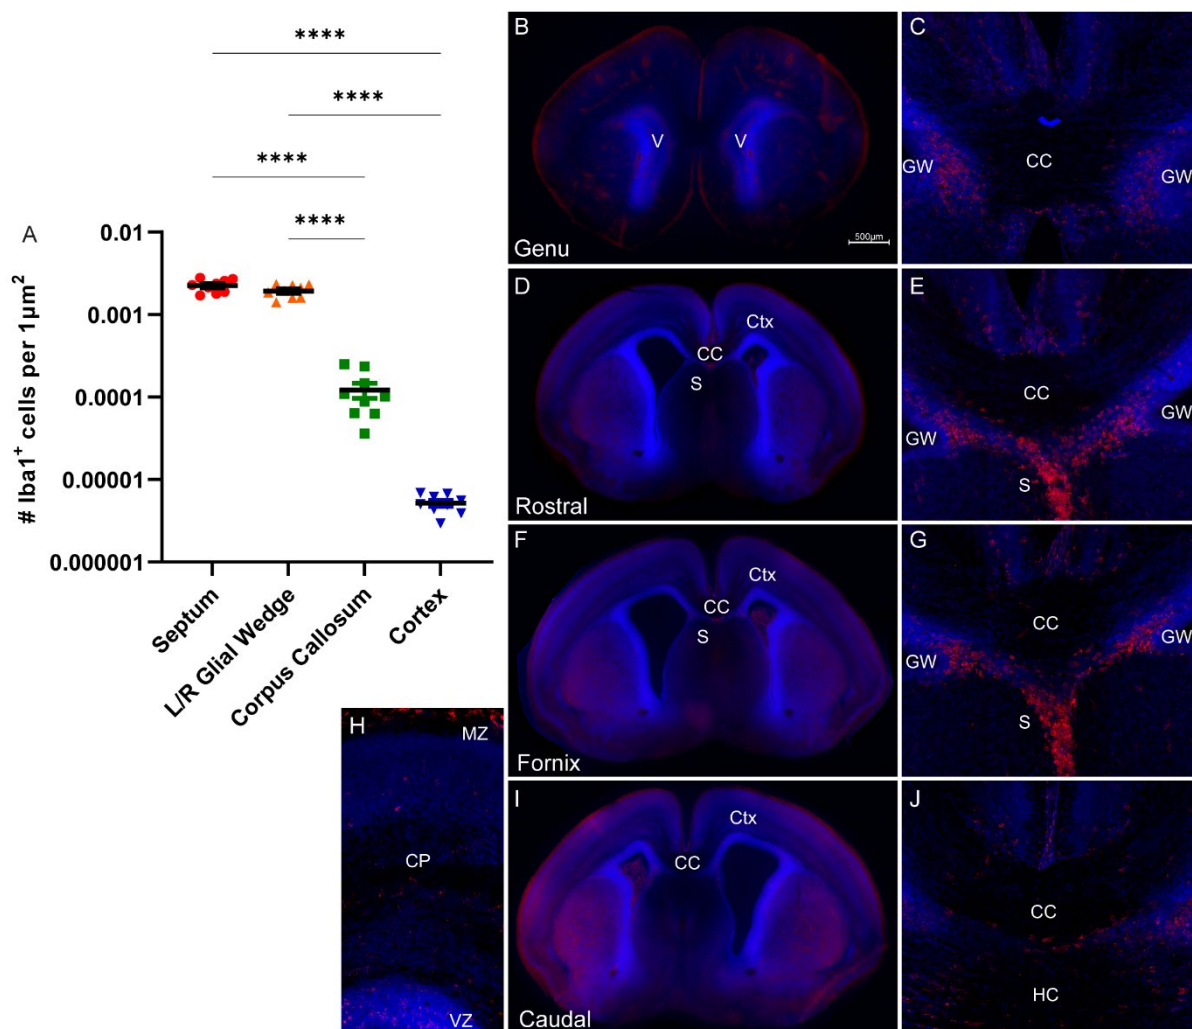 A
# Iba1⁺ cells per 1µm²
****
****
****
****
0.01
0.001
0.0001
0.00001
0.000001
Septum
L/R Glial Wedge
Corpus Callosum
Cortex
B
V
V
Genu
500µm
C
GW
CC
GW
D
Ctx
CC
S
Rostral
E
CC
GW
GW
S
F
Ctx
CC
S
Fornix
G
CC
GW
GW
S
H
MZ
CP
VZ
I
Ctx
CC
Caudal
J
CC
HC